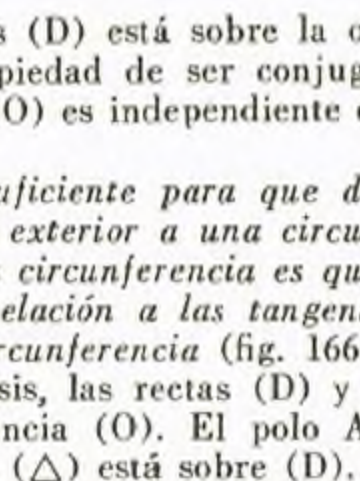 s (D) está sobre la d
piedad de ser conjug
O) es independiente
uficiente para que d
exterior a una circu
circunferencia es qu
elación a las tangen
rcunferencia (fig. 166
sis, las rectas (D) y
ncia (O). El polo A
(△) está sobre (D).